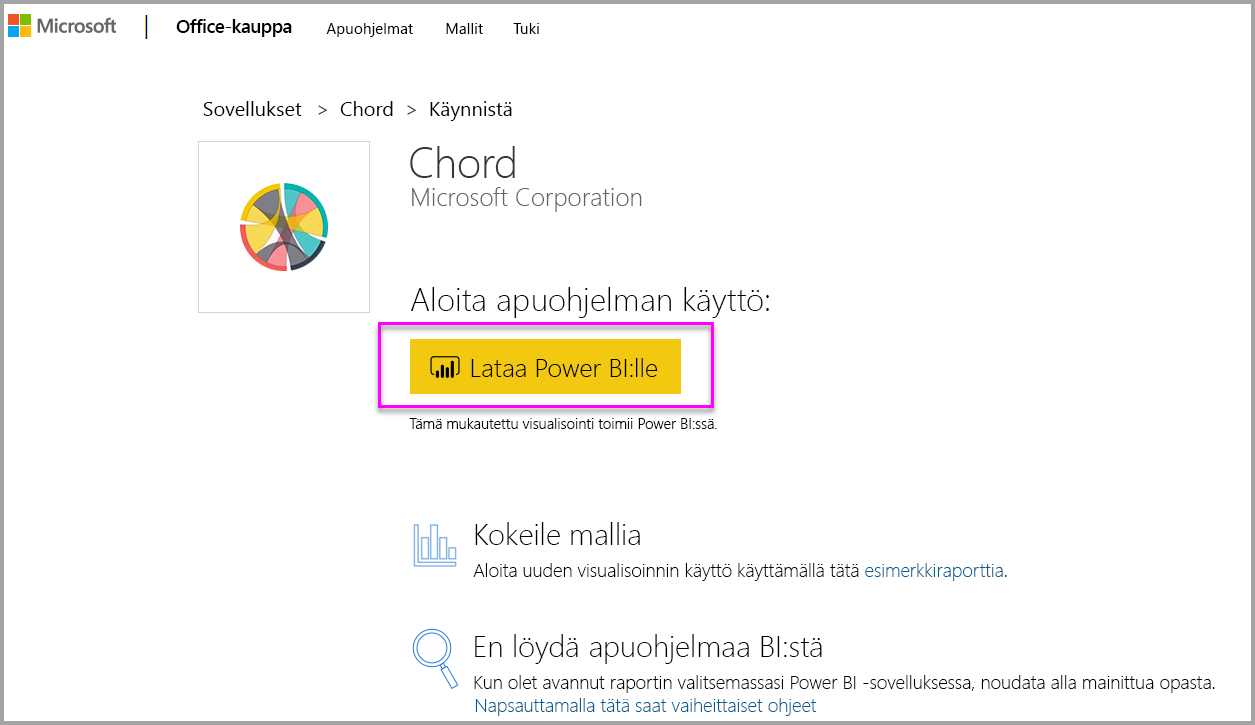 Microsoft | Office-kauppa Apuohjelmat Mallit Tuki
Sovellukset > Chord > Käynnistä
Chord
Microsoft Corporation
Aloita apuohjelman käyttö:
Lataa Power BI:lle
Tämä mukautettu visualisointi toimii Power BI:ssä.
Kokeile mallia
Aloita uuden visualisoinnin käyttö käyttämällä tätä esimerkkiraporttia.
En löydä apuohjelmaa BI:stä
Kun olet avannut raportin valitsemassasi Power BI -sovelluksessa, noudata alla mainittua opasta.
Napsauttamalla tätä saat vaiheittaiset ohjeet